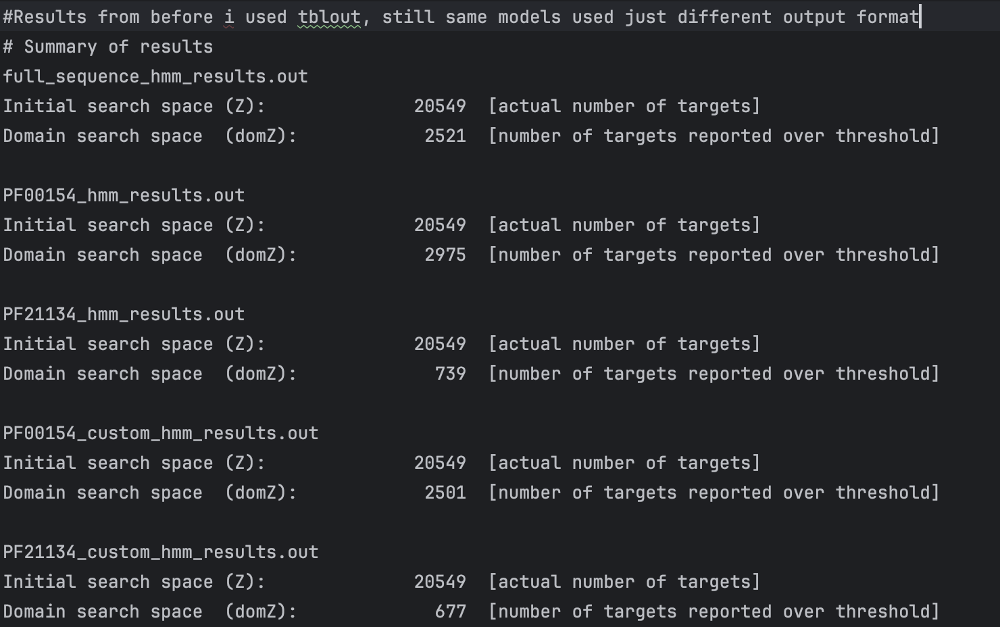 #Results from before i used tblout, still same models used just different output format
# Summary of results
full_sequence_hmm_results.out
Initial search space (Z):              20549  [actual number of targets]
Domain search space  (domZ):            2521  [number of targets reported over threshold]
PF00154_hmm_results.out
Initial search space (Z):              20549  [actual number of targets]
Domain search space  (domZ):            2975  [number of targets reported over threshold]
PF21134_hmm_results.out
Initial search space (Z):              20549  [actual number of targets]
Domain search space  (domZ):             739  [number of targets reported over threshold]
PF00154_custom_hmm_results.out
Initial search space (Z):              20549  [actual number of targets]
Domain search space  (domZ):            2501  [number of targets reported over threshold]
PF21134_custom_hmm_results.out
Initial search space (Z):              20549  [actual number of targets]
Domain search space  (domZ):             677  [number of targets reported over threshold]